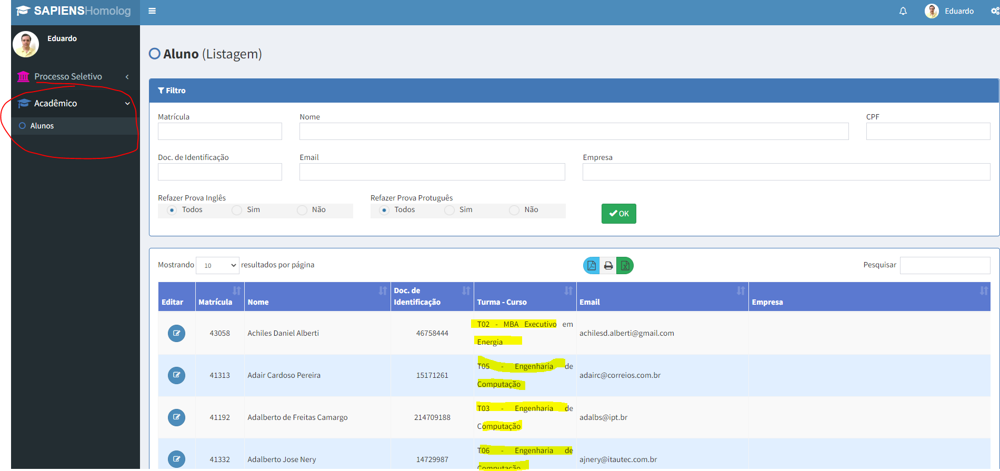 SAPIENSHomolog
Eduardo
Eduardo
Processo Seletivo
Acadêmico
Alunos
Aluno (Listagem)
Filtro
Matrícula Nome CPF
Doc. de Identificação Email Empresa
Refazer Prova Inglês Refazer Prova Protuguês
Todos Sim Não Todos Sim Não OK
Mostrando 10 resultados por página Pesquisar
Editar Matrícula Nome Doc. de Identificação Turma - Curso Email Empresa
43058 Achiles Daniel Alberti 46758444 T02 - MBA Executivo em Energia achilesd.alberti@gmail.com
41313 Adair Cardoso Pereira 15171261 T05 - Engenharia de Computação adairc@correios.com.br
41192 Adalberto de Freitas Camargo 214709188 T03 - Engenharia de Computação adalbs@ipt.br
41332 Adalberto Jose Nery 14729987 T06 - Engenharia de Computação ajnery@itautec.com.br